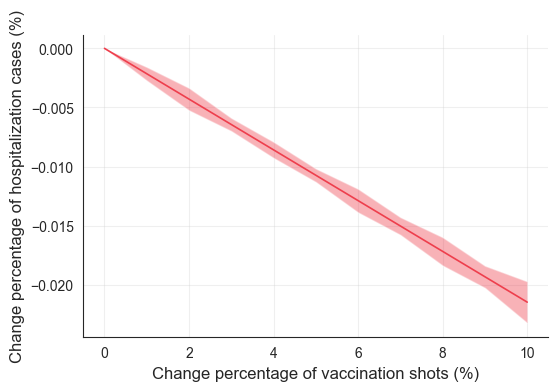 Change percentage of hospitalization cases (%)
0.000
−0.005
−0.010
−0.015
−0.020
0 2 4 6 8 10
Change percentage of vaccination shots (%)